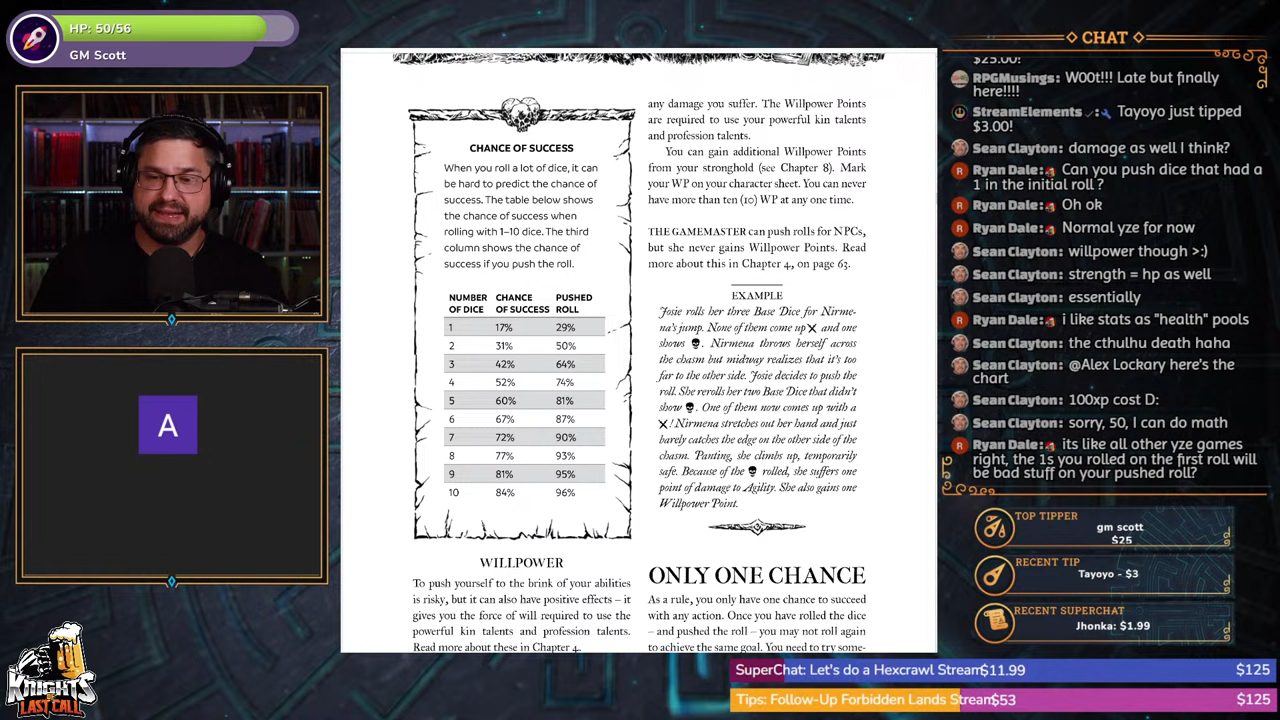 HP: 50/56
GM Scott
A
KNIGHTS
LAST CALL
CHANCE OF SUCCESS
When you roll a lot of dice, it can
be hard to predict the chance of
success. The table below shows
the chance of success when
rolling with 1–10 dice. The third
column shows the chance of
success if you push the roll.
NUMBER CHANCE PUSHED
OF DICE OF SUCCESS ROLL
1 17% 29%
2 31% 50%
3 42% 64%
4 52% 74%
5 60% 81%
6 67% 87%
7 72% 90%
8 77% 93%
9 81% 95%
10 84% 96%
WILLPOWER
To push yourself to the brink of your abilities
is risky, but it can also have positive effects – it
gives you the force of will required to use the
powerful kin talents and profession talents.
Read more about these in Chapter 4.
any damage you suffer. The Willpower Points
are required to use your powerful kin talents
and profession talents.
You can gain additional Willpower Points
from your stronghold (see Chapter 8). Mark
your WP on your character sheet. You can never
have more than ten (10) WP at any one time.
THE GAMEMASTER can push rolls for NPCs,
but she never gains Willpower Points. Read
more about this in Chapter 4, on page 63.
EXAMPLE
Josie rolls her three Base Dice for Nirme-
na's jump. None of them come up and one
shows . Nirmena throws herself across
the chasm but midway realizes that it's too
far to the other side. Josie decides to push the
roll. She rerolls her two Base Dice that didn't
show . One of them now comes up with a
! Nirmena stretches out her hand and just
barely catches the edge on the other side of the
chasm. Panting, she climbs up, temporarily
safe. Because of the rolled, she suffers one
point of damage to Agility. She also gains one
Willpower Point.
ONLY ONE CHANCE
As a rule, you only have one chance to succeed
with any action. Once you have rolled the dice
– and pushed the roll – you may not roll again
to achieve the same goal. You need to try some-
CHAT
$25.00!
RPGMusings: W00t!!! Late but finally
here!!!!
StreamElements : Tayoyo just tipped
$3.00!
Sean Clayton: damage as well I think?
Ryan Dale: Can you push dice that had a
1 in the initial roll ?
Ryan Dale: Oh ok
Ryan Dale: Normal yze for now
Sean Clayton: willpower though >:)
Sean Clayton: strength = hp as well
Sean Clayton: essentially
Ryan Dale: i like stats as "health" pools
Sean Clayton: the cthulhu death haha
Sean Clayton: @Alex Lockary here's the
chart
Sean Clayton: 100xp cost D:
Sean Clayton: sorry, 50, I can do math
Ryan Dale: its like all other yze games
right, the 1s you rolled on the first roll will
be bad stuff on your pushed roll?
TOP TIPPER
gm scott
$25
RECENT TIP
Tayoyo - $3
RECENT SUPERCHAT
Jhonka: $1.99
SuperChat: Let's do a Hexcrawl Stream $11.99 $125
Tips: Follow-Up Forbidden Lands Stream $53 $125